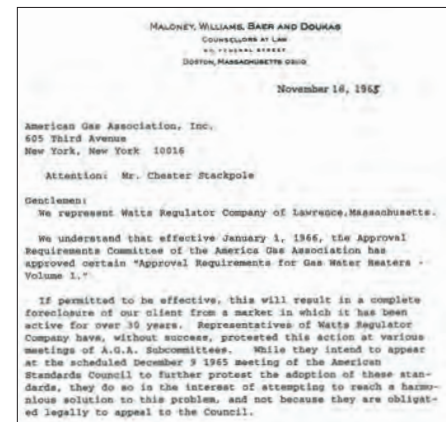 MALONEY, WILLIAMS, BAER AND DOUKAS
COUNSELLORS AT LAW
FEDERAL STREET
BOSTON, MASSACHUSETTS
November 16, 1965
American Gas Association, Inc.
605 Third Avenue
New York, New York 10016
Attention: Mr. Chester Stackpole
Gentlemen:
We represent Watts Regulator Company of Lawrence, Massachusetts.
We understand that effective January 1, 1966, the Approval
Requirements Committee of the America Gas Association has
approved certain "Approval Requirements for Gas Water Heaters -
Volume 1."
If permitted to be effective, this will result in a complete
foreclosure of our client from a market in which it has been
active for over 30 years. Representatives of Watts Regulator
Company have, without success, protested this action at various
meetings of A.G.A. Subcommittees. While they intend to appear
at the scheduled December 9 1965 meeting of the American
Standards Council to further protest the adoption of these stan-
dards, they do so in the interest of attempting to reach a harmo-
nious solution to this problem, and not because they are obligat-
ed legally to appeal to the Council.